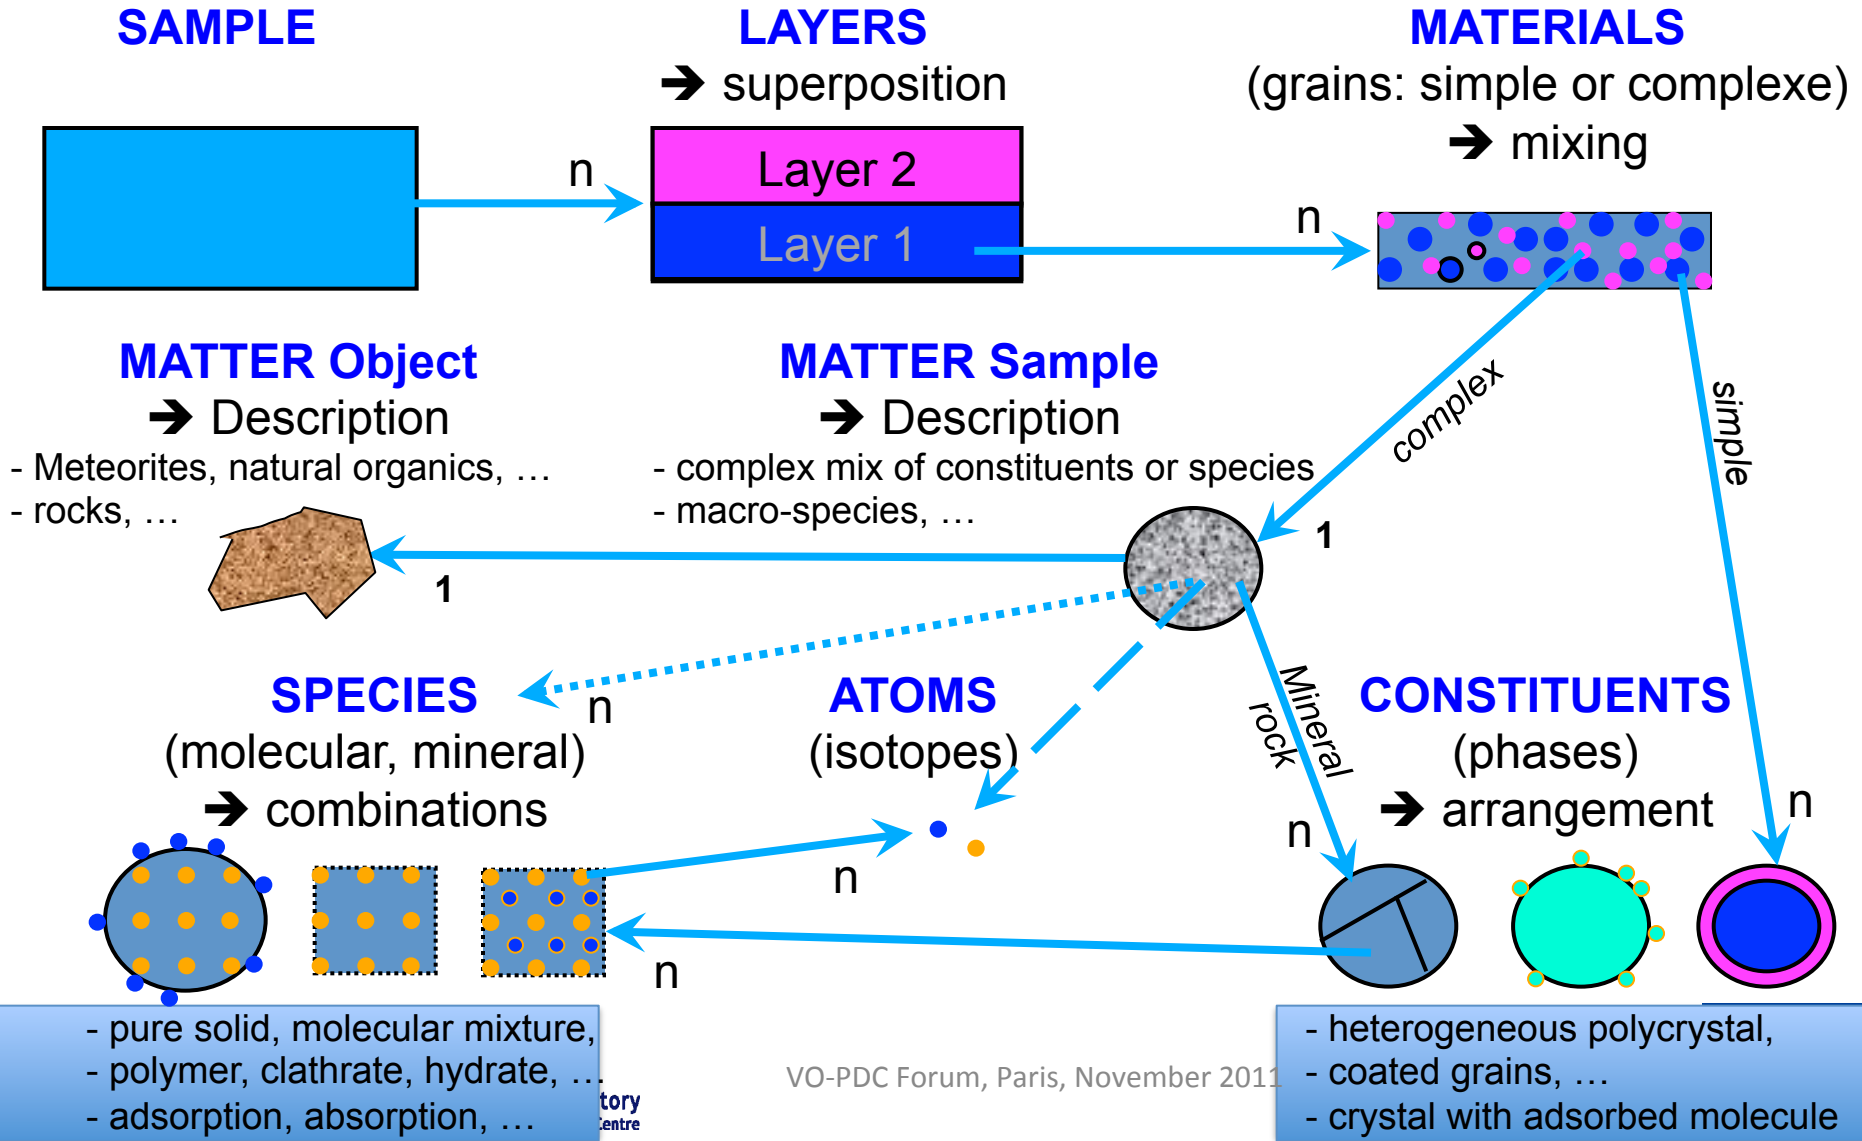 SAMPLE
LAYERS
➔ superposition
MATERIALS
(grains: simple or complexe)
➔ mixing
n
Layer 2
Layer 1
n
complex
simple
MATTER Object
➔ Description
- Meteorites, natural organics, …
- rocks, …
MATTER Sample
➔ Description
- complex mix of constituents or species
- macro-species, …
1
1
Mineral
rock
SPECIES
(molecular, mineral)
➔ combinations
n
ATOMS
(isotopes)
n
CONSTITUENTS
(phases)
➔ arrangement
n
n
n
- pure solid, molecular mixture,
- polymer, clathrate, hydrate, …
- adsorption, absorption, …
tory
Centre
VO-PDC Forum, Paris, November 2011
- heterogeneous polycrystal,
- coated grains, …
- crystal with adsorbed molecule